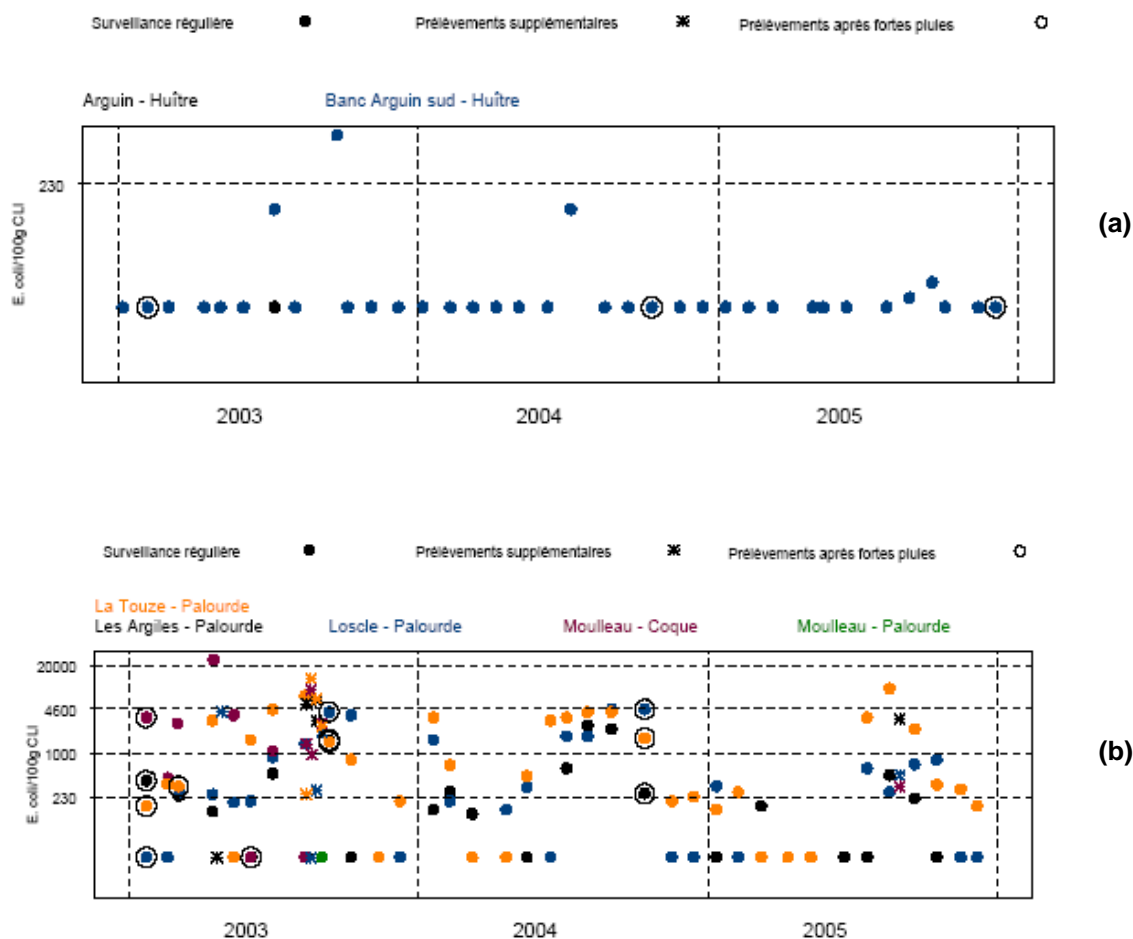 Surveillance régulière
Prélèvements supplémentaires
Prélèvements après fortes pluies
Arguin - Huître
Banc Arguin sud - Huître
230
E. coli/100g CLI
(a)
2003
2004
2005
Surveillance régulière
Prélèvements supplémentaires
Prélèvements après fortes pluies
La Touze - Palourde
Les Argiles - Palourde
Loscle - Palourde
Moulleau - Coque
Moulleau - Palourde
20000
4600
1000
230
E. coli/100g CLI
(b)
2003
2004
2005